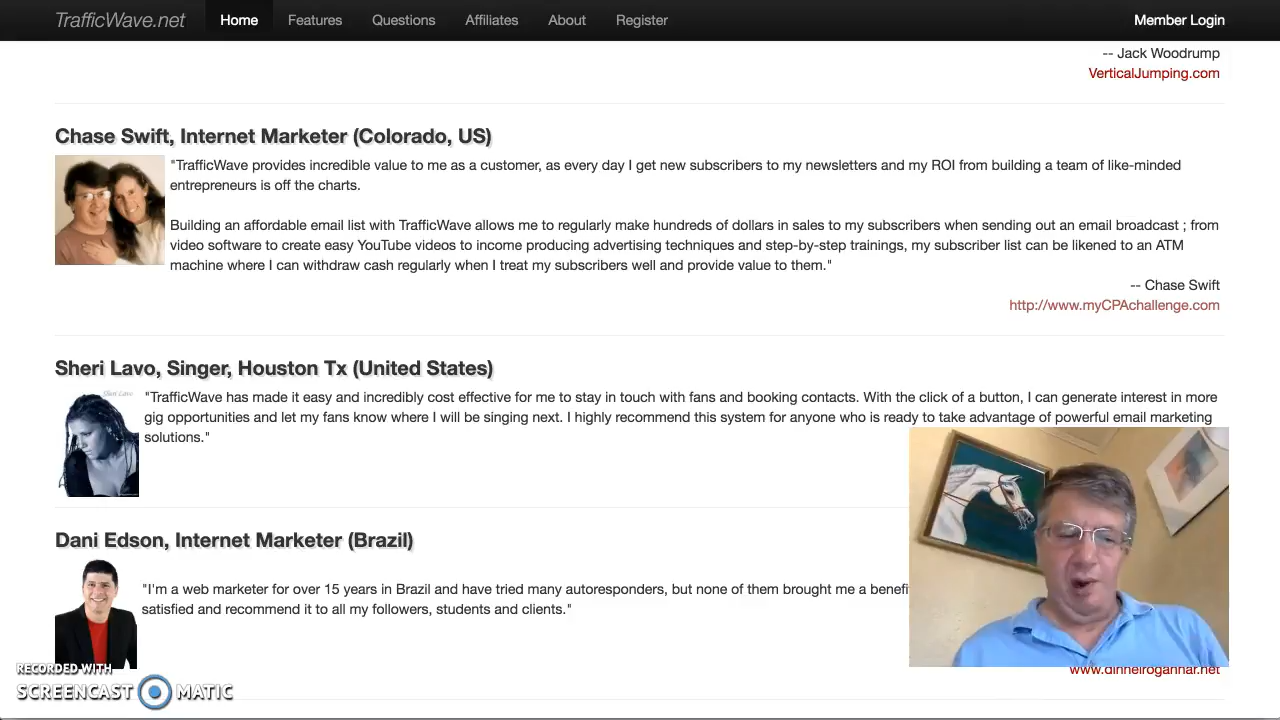 TrafficWave.net Home Features Questions Affiliates About Register Member Login
-- Jack Woodrump
VerticalJumping.com
Chase Swift, Internet Marketer (Colorado, US)
"TrafficWave provides incredible value to me as a customer, as every day I get new subscribers to my newsletters and my ROI from building a team of like-minded
entrepreneurs is off the charts.
Building an affordable email list with TrafficWave allows me to regularly make hundreds of dollars in sales to my subscribers when sending out an email broadcast ; from
video software to create easy YouTube videos to income producing advertising techniques and step-by-step trainings, my subscriber list can be likened to an ATM
machine where I can withdraw cash regularly when I treat my subscribers well and provide value to them."
-- Chase Swift
http://www.myCPAchallenge.com
Sheri Lavo, Singer, Houston Tx (United States)
Sheri Lavo
"TrafficWave has made it easy and incredibly cost effective for me to stay in touch with fans and booking contacts. With the click of a button, I can generate interest in more
gig opportunities and let my fans know where I will be singing next. I highly recommend this system for anyone who is ready to take advantage of powerful email marketing
solutions."
Dani Edson, Internet Marketer (Brazil)
"I'm a web marketer for over 15 years in Brazil and have tried many autoresponders, but none of them brought me a
satisfied and recommend it to all my followers, students and clients."
www.dinheiroganhar.net
RECORDED WITH
SCREENCAST MATIC